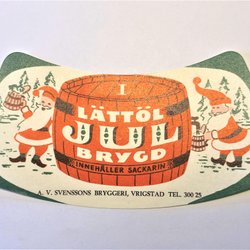 I
LÄTTÖL
JUL
BRYGD
INNEHÅLLER SACKARIN
A. V. SVENSSONS BRYGGERI, VRIGSTAD TEL. 300 25